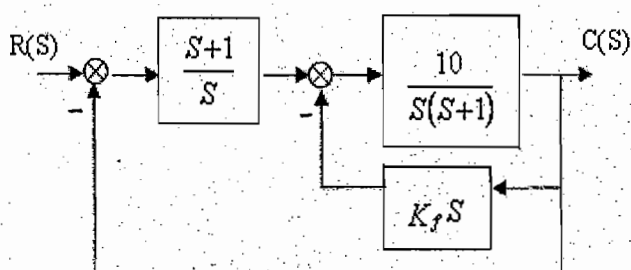 R(S)
S+1
S
10
S(S+1)
C(S)
−
−
K_f S